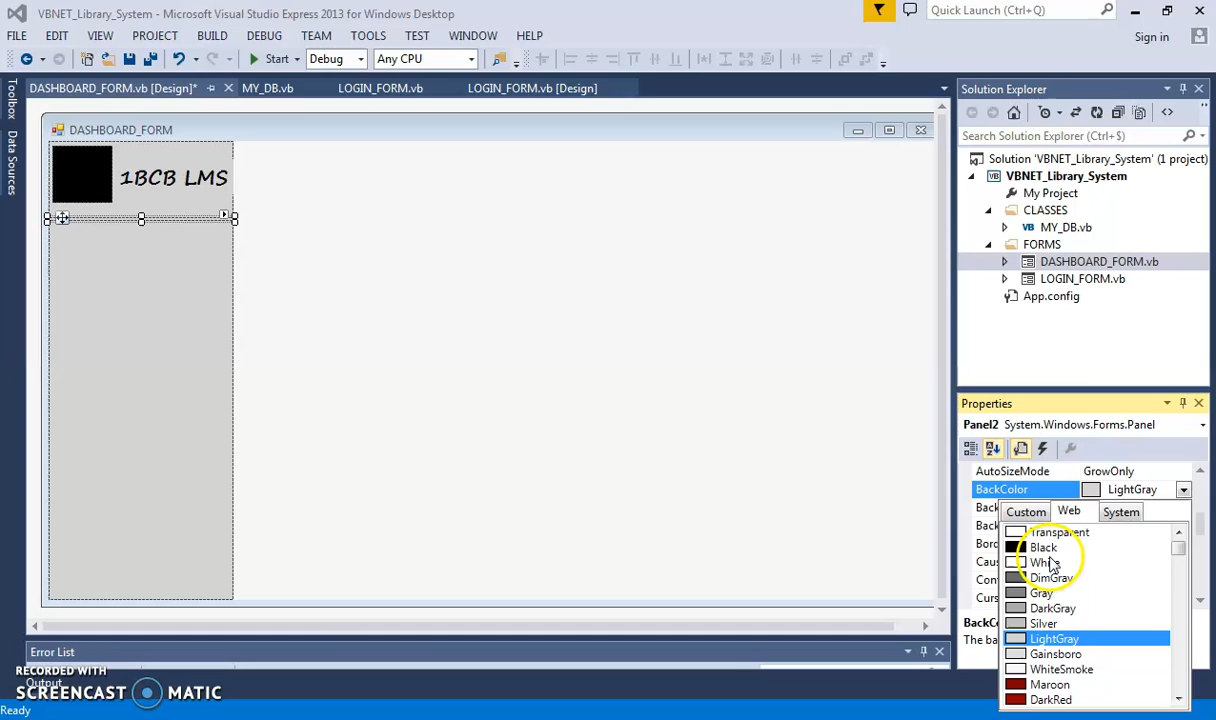 VBNET_Library_System - Microsoft Visual Studio Express 2013 for Windows Desktop
Quick Launch (Ctrl+Q)
FILE EDIT VIEW PROJECT BUILD DEBUG TEAM TOOLS TEST WINDOW HELP
Sign in
Start Debug Any CPU
Toolbox
Data Sources
DASHBOARD_FORM.vb [Design]* MY_DB.vb LOGIN_FORM.vb LOGIN_FORM.vb [Design]
DASHBOARD_FORM
1BCB LMS
Solution Explorer
Search Solution Explorer (Ctrl+$)
Solution 'VBNET_Library_System' (1 project)
VBNET_Library_System
My Project
CLASSES
MY_DB.vb
FORMS
DASHBOARD_FORM.vb
LOGIN_FORM.vb
App.config
Properties
Panel2 System.Windows.Forms.Panel
AutoSizeMode GrowOnly
BackColor LightGray
Custom Web System
Transparent
Black
White
DimGray
Gray
DarkGray
Silver
LightGray
Gainsboro
WhiteSmoke
Maroon
DarkRed
Error List
Output
RECORDED WITH
SCREENCAST MATIC
Ready